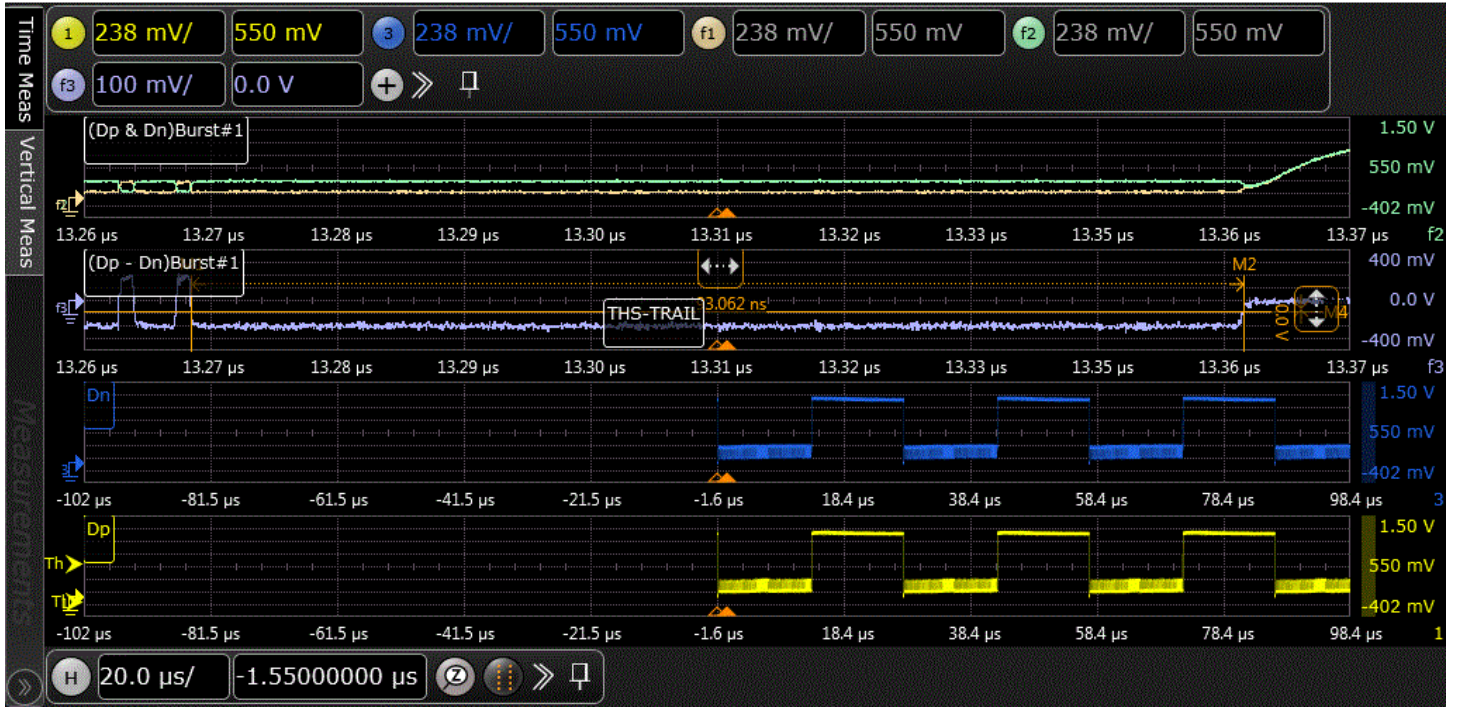 Time Meas
Vertical Meas
Measurements
1 238 mV/ 550 mV 3 238 mV/ 550 mV f1 238 mV/ 550 mV f2 238 mV/ 550 mV
f3 100 mV/ 0.0 V
(Dp & Dn)Burst#1
1.50 V
550 mV
f2
-402 mV
13.26 µs 13.27 µs 13.28 µs 13.29 µs 13.30 µs 13.31 µs 13.32 µs 13.33 µs 13.35 µs 13.36 µs 13.37 µs f2
(Dp - Dn)Burst#1
M2
400 mV
f3
0.0 V
THS-TRAIL
3.062 ns
0.0 V
M4
-400 mV
13.26 µs 13.27 µs 13.28 µs 13.29 µs 13.30 µs 13.31 µs 13.32 µs 13.33 µs 13.35 µs 13.36 µs 13.37 µs f3
Dn
1.50 V
550 mV
3
-402 mV
-102 µs -81.5 µs -61.5 µs -41.5 µs -21.5 µs -1.6 µs 18.4 µs 38.4 µs 58.4 µs 78.4 µs 98.4 µs 3
Dp
1.50 V
Th
550 mV
-402 mV
-102 µs -81.5 µs -61.5 µs -41.5 µs -21.5 µs -1.6 µs 18.4 µs 38.4 µs 58.4 µs 78.4 µs 98.4 µs 1
H 20.0 µs/ -1.55000000 µs Z